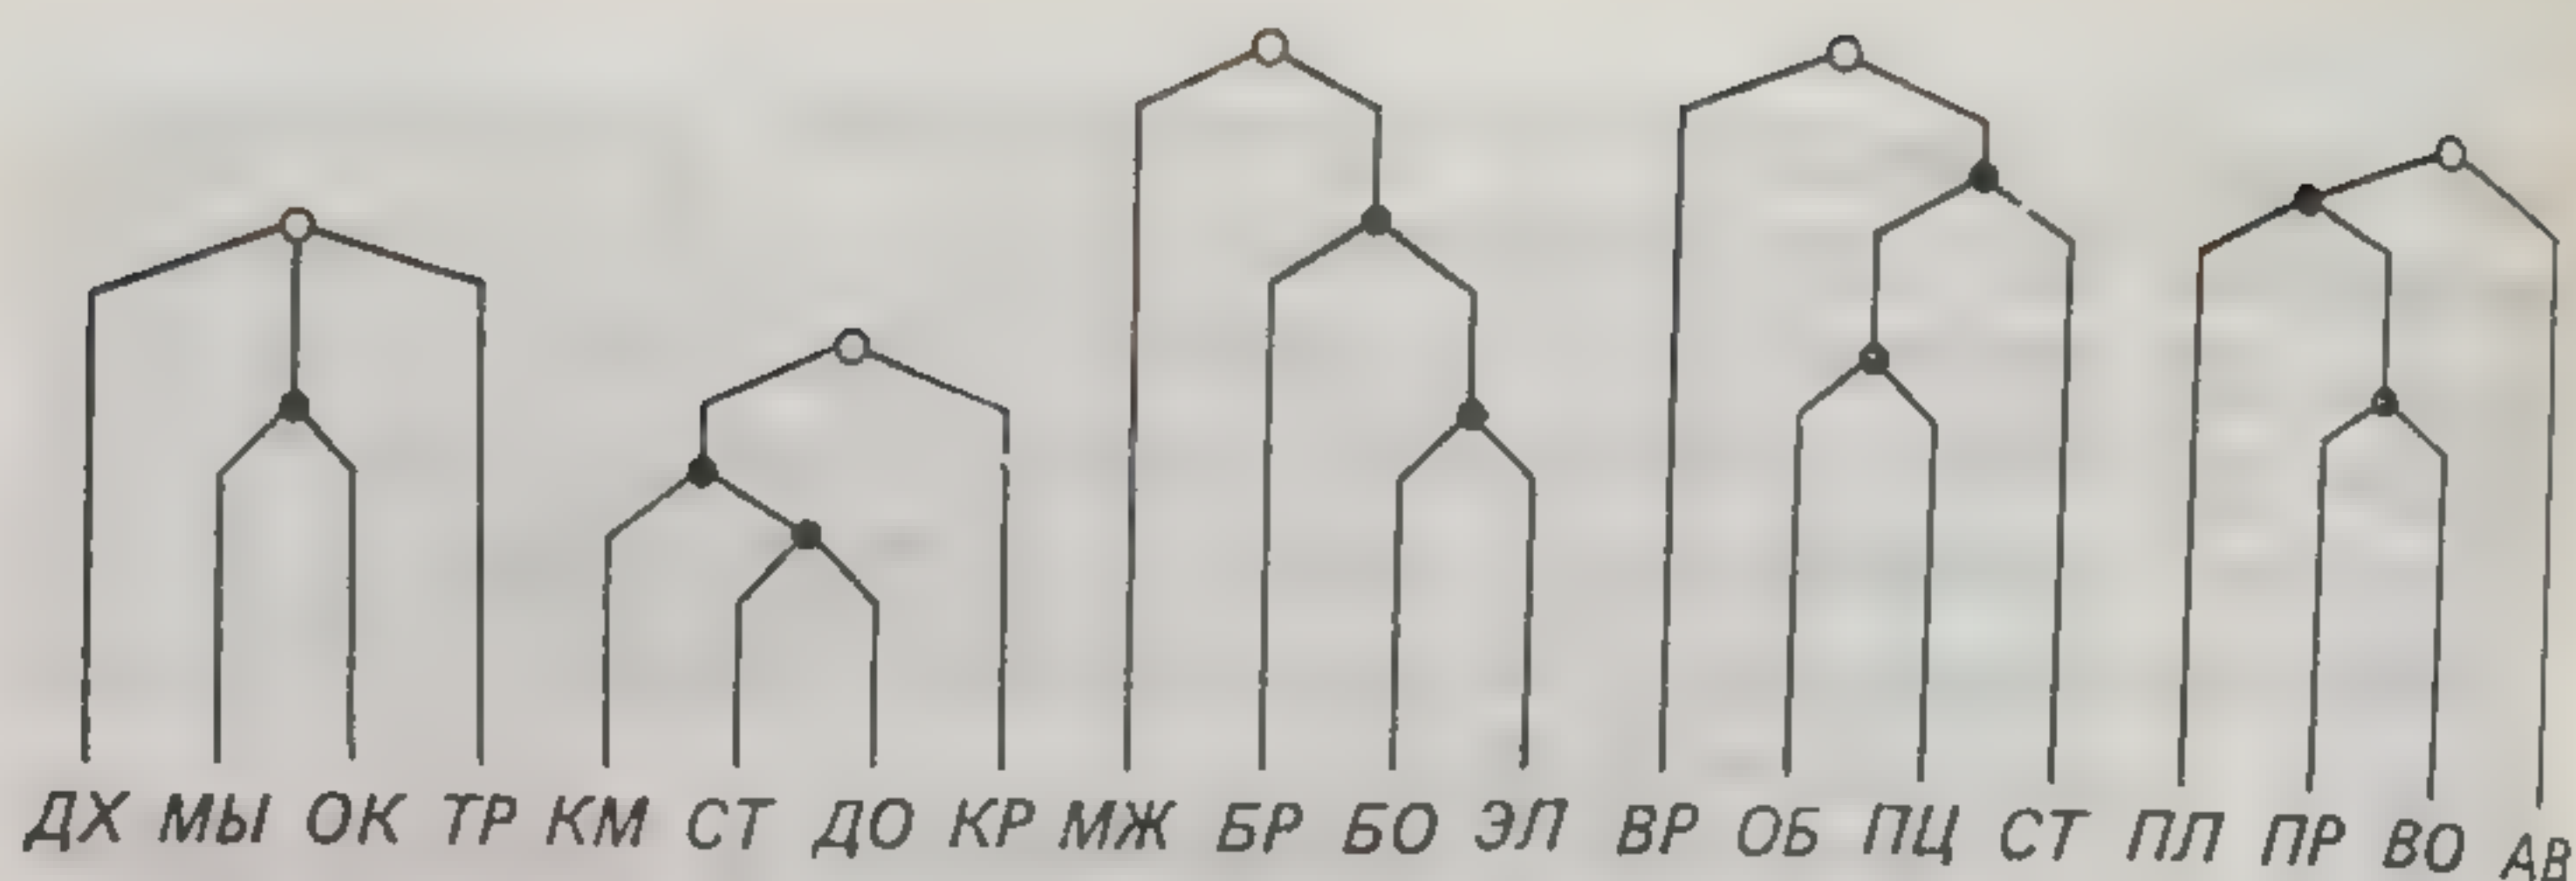 ДХ МЫ ОК ТР КМ СТ ДО КР МЖ БР БО ЭЛ ВР ОБ ПЦ СТ ПЛ ПР ВО АВ